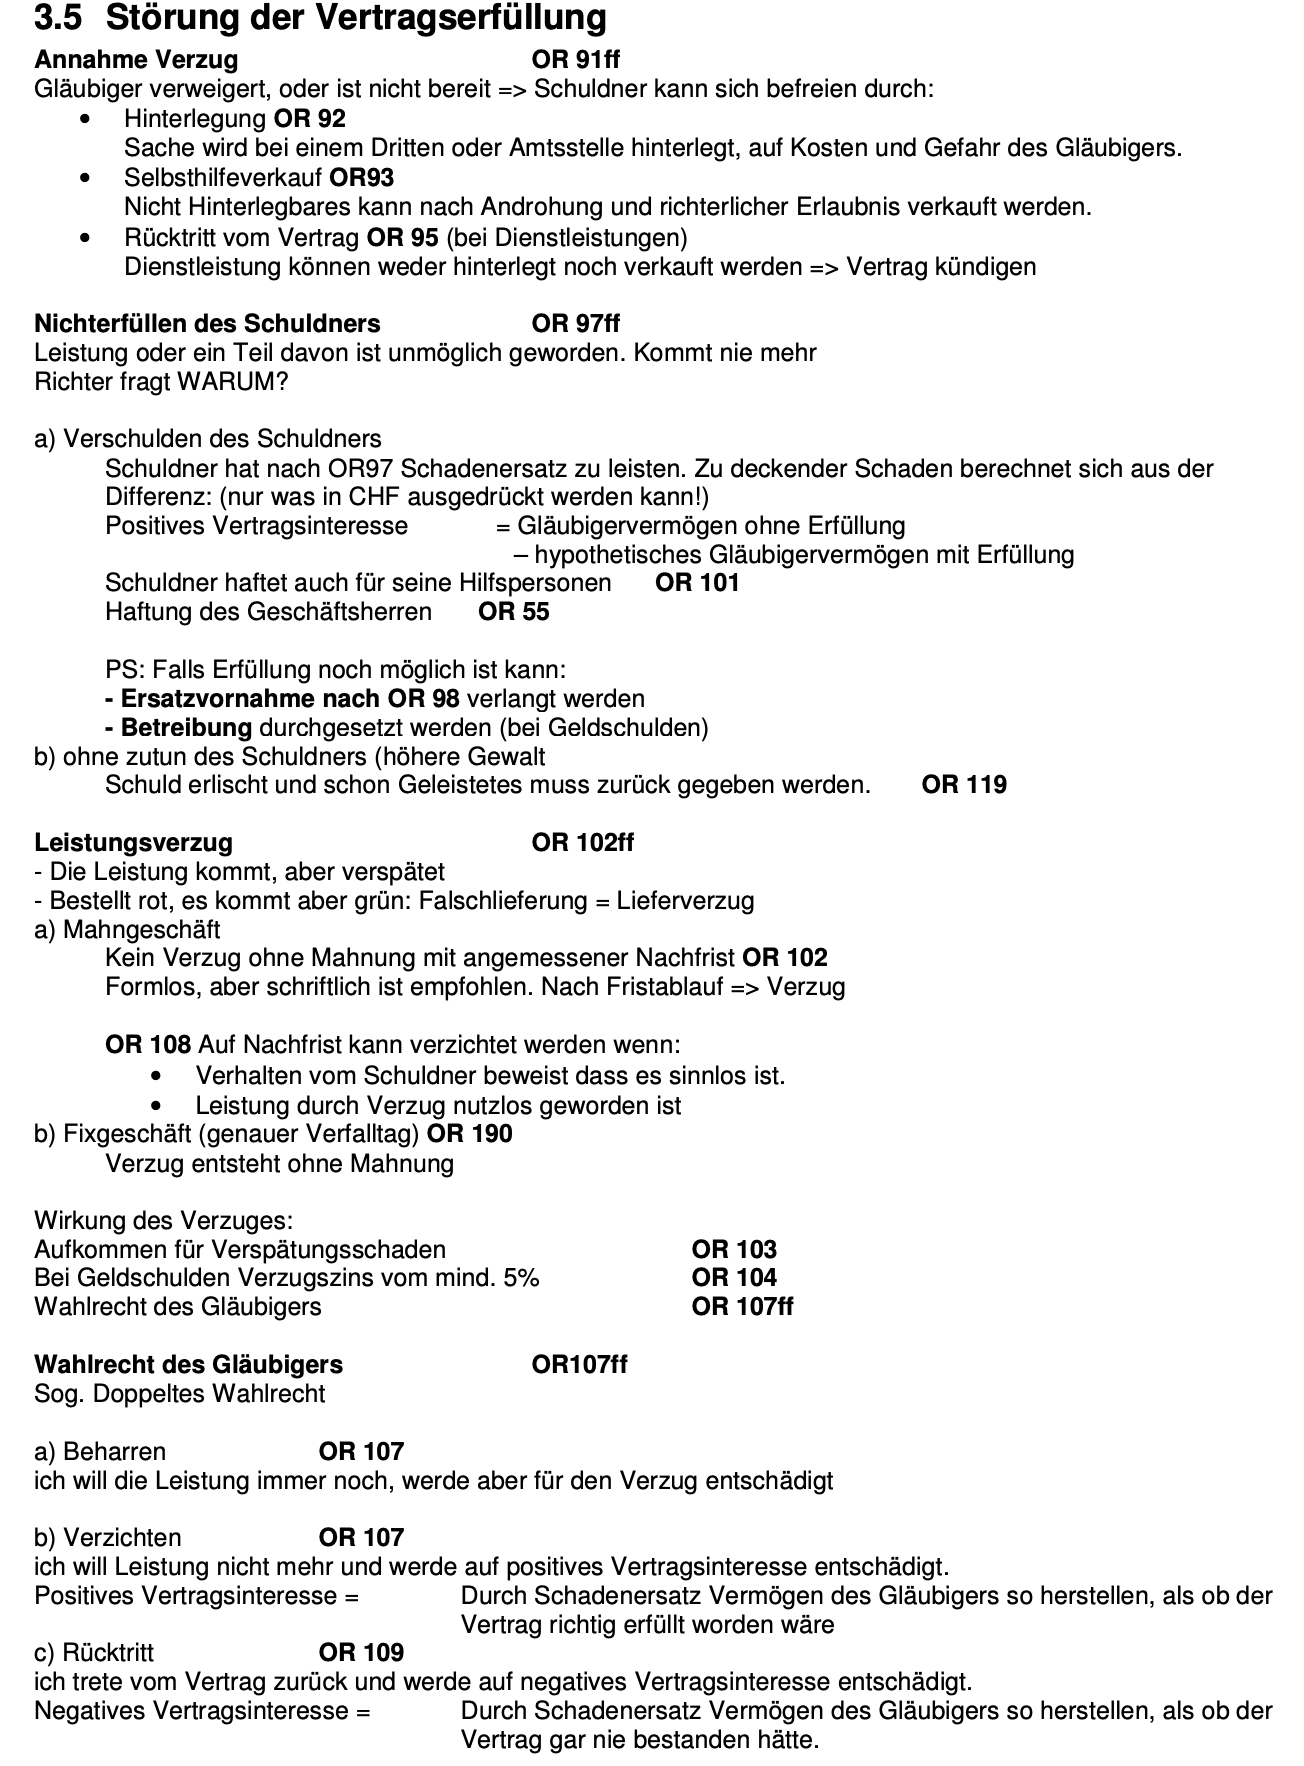 3.5 Störung der Vertragserfüllung
Annahme Verzug OR 91ff
Gläubiger verweigert, oder ist nicht bereit => Schuldner kann sich befreien durch:
• Hinterlegung OR 92
Sache wird bei einem Dritten oder Amtsstelle hinterlegt, auf Kosten und Gefahr des Gläubigers.
• Selbsthilfeverkauf OR93
Nicht Hinterlegbares kann nach Androhung und richterlicher Erlaubnis verkauft werden.
• Rücktritt vom Vertrag OR 95 (bei Dienstleistungen)
Dienstleistung können weder hinterlegt noch verkauft werden => Vertrag kündigen
Nichterfüllen des Schuldners OR 97ff
Leistung oder ein Teil davon ist unmöglich geworden. Kommt nie mehr
Richter fragt WARUM?
a) Verschulden des Schuldners
Schuldner hat nach OR97 Schadenersatz zu leisten. Zu deckender Schaden berechnet sich aus der
Differenz: (nur was in CHF ausgedrückt werden kann!)
Positives Vertragsinteresse = Gläubigervermögen ohne Erfüllung
– hypothetisches Gläubigervermögen mit Erfüllung
Schuldner haftet auch für seine Hilfspersonen OR 101
Haftung des Geschäftsherren OR 55
PS: Falls Erfüllung noch möglich ist kann:
- Ersatzvornahme nach OR 98 verlangt werden
- Betreibung durchgesetzt werden (bei Geldschulden)
b) ohne zutun des Schuldners (höhere Gewalt
Schuld erlischt und schon Geleistetes muss zurück gegeben werden. OR 119
Leistungsverzug OR 102ff
- Die Leistung kommt, aber verspätet
- Bestellt rot, es kommt aber grün: Falschlieferung = Lieferverzug
a) Mahngeschäft
Kein Verzug ohne Mahnung mit angemessener Nachfrist OR 102
Formlos, aber schriftlich ist empfohlen. Nach Fristablauf => Verzug
OR 108 Auf Nachfrist kann verzichtet werden wenn:
• Verhalten vom Schuldner beweist dass es sinnlos ist.
• Leistung durch Verzug nutzlos geworden ist
b) Fixgeschäft (genauer Verfalltag) OR 190
Verzug entsteht ohne Mahnung
Wirkung des Verzuges:
Aufkommen für Verspätungsschaden OR 103
Bei Geldschulden Verzugszins vom mind. 5% OR 104
Wahlrecht des Gläubigers OR 107ff
Wahlrecht des Gläubigers OR107ff
Sog. Doppeltes Wahlrecht
a) Beharren OR 107
ich will die Leistung immer noch, werde aber für den Verzug entschädigt
b) Verzichten OR 107
ich will Leistung nicht mehr und werde auf positives Vertragsinteresse entschädigt.
Positives Vertragsinteresse = Durch Schadenersatz Vermögen des Gläubigers so herstellen, als ob der
Vertrag richtig erfüllt worden wäre
c) Rücktritt OR 109
ich trete vom Vertrag zurück und werde auf negatives Vertragsinteresse entschädigt.
Negatives Vertragsinteresse = Durch Schadenersatz Vermögen des Gläubigers so herstellen, als ob der
Vertrag gar nie bestanden hätte.